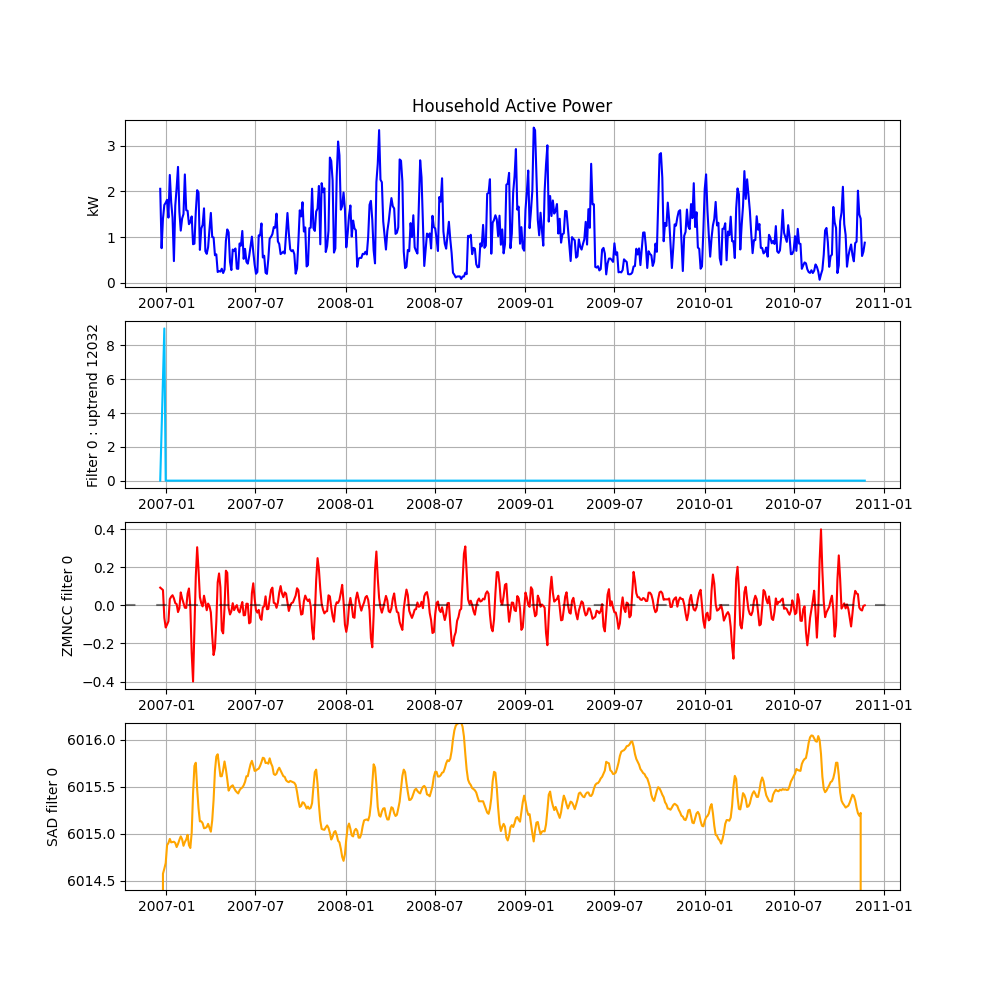 Household Active Power
kW
3
2
1
0
2007-01 2007-07 2008-01 2008-07 2009-01 2009-07 2010-01 2010-07 2011-01
Filter 0 : uptrend 12032
8
6
4
2
0
2007-01 2007-07 2008-01 2008-07 2009-01 2009-07 2010-01 2010-07 2011-01
ZMNCC filter 0
0.4
0.2
0.0
−0.2
−0.4
2007-01 2007-07 2008-01 2008-07 2009-01 2009-07 2010-01 2010-07 2011-01
SAD filter 0
6016.0
6015.5
6015.0
6014.5
2007-01 2007-07 2008-01 2008-07 2009-01 2009-07 2010-01 2010-07 2011-01